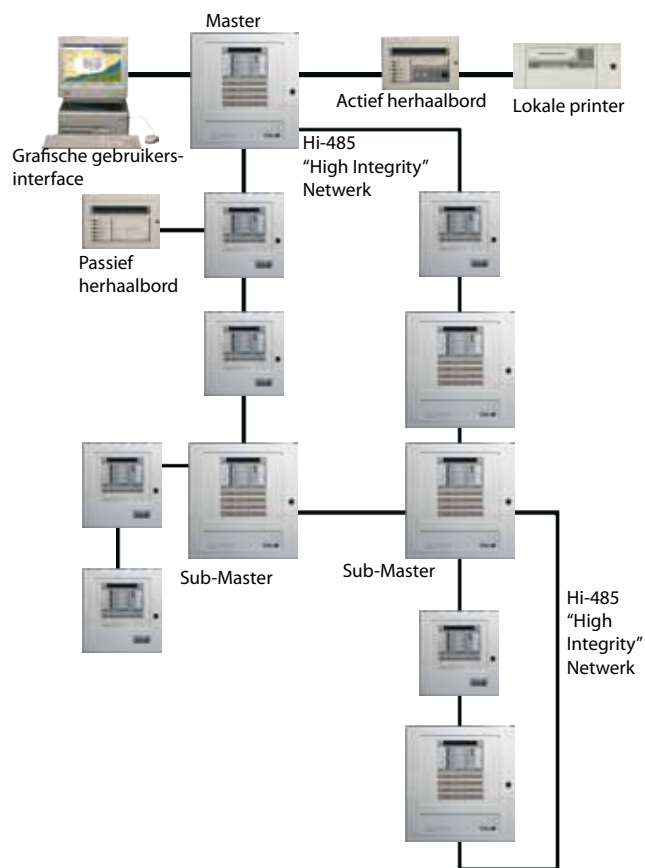 Master
Actief herhaalbord
Lokale printer
Grafische gebruikers-
interface
Hi-485
“High Integrity”
Netwerk
Passief
herhaalbord
Sub-Master
Sub-Master
Hi-485
“High
Integrity”
Netwerk